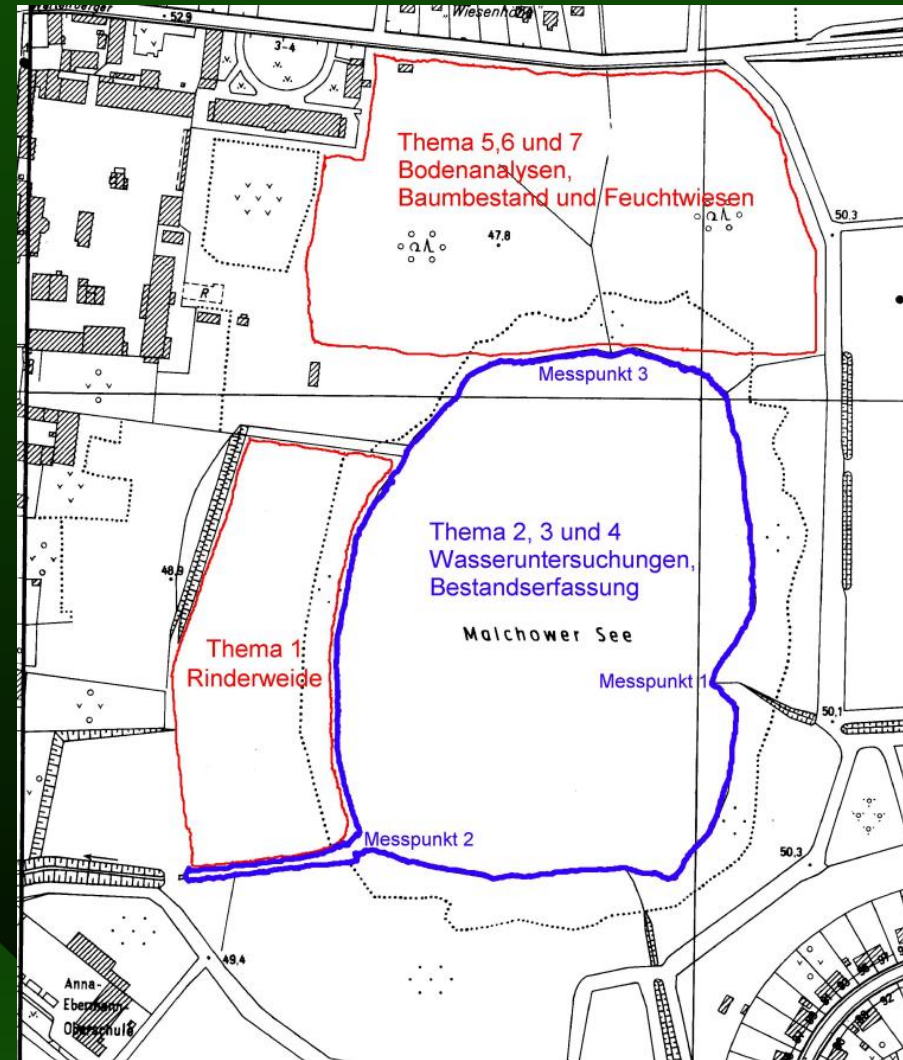 52,9
"Wiesenhöhe"
3-4
Thema 5,6 und 7
Bodenanalysen,
Baumbestand und Feuchtwiesen
50,3
47,8
R
Messpunkt 3
Thema 2, 3 und 4
Wasseruntersuchungen,
Bestandserfassung
48,9
Malchower See
Thema 1
Rinderweide
Messpunkt 1
50,1
Messpunkt 2
50,3
49,4
Anna-
Ebermann-
Oberschule
92